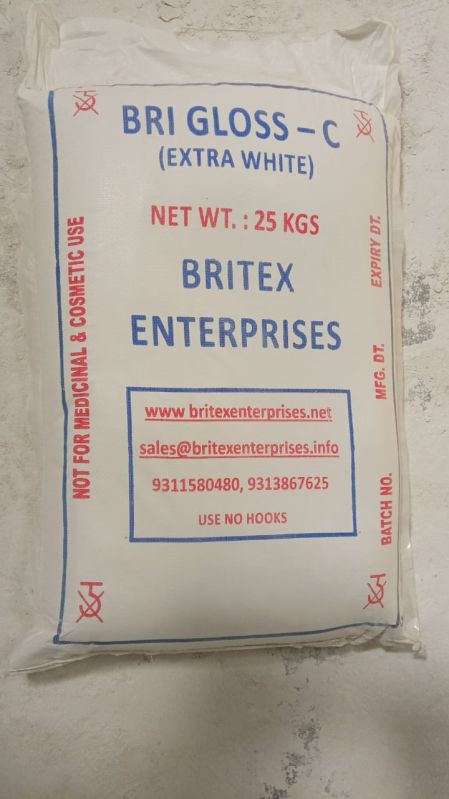 BRI GLOSS – C
(EXTRA WHITE)
NET WT. : 25 KGS
BRITEX
ENTERPRISES
www.britexenterprises.net
sales@britexenterprises.info
9311580480, 9313867625
USE NO HOOKS
NOT FOR MEDICINAL & COSMETIC USE
BATCH NO.
MFG. DT.
EXPIRY DT.